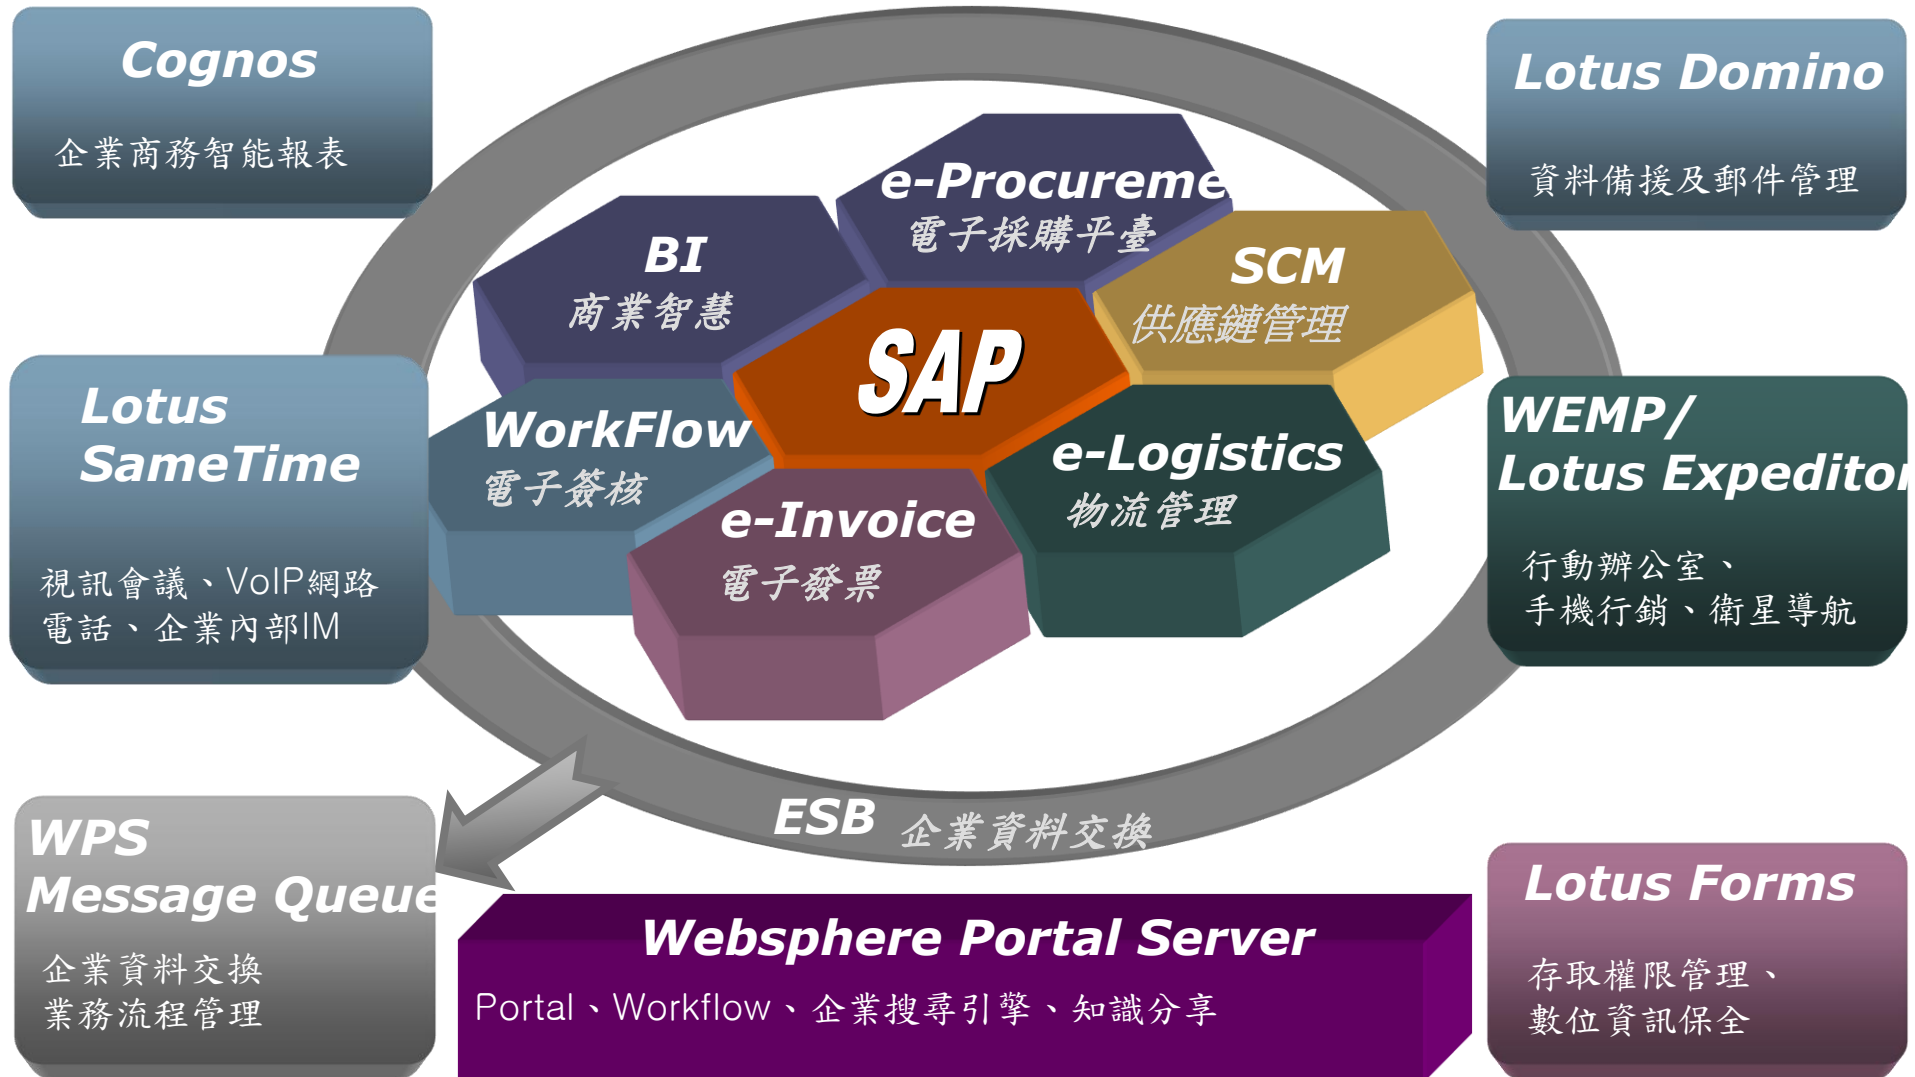 Cognos
企業商務智能報表
Lotus Domino
資料備援及郵件管理
e-Procureme
電子採購平臺
BI
商業智慧
SCM
供應鏈管理
SAP
Lotus
SameTime
視訊會議、VoIP網路
電話、企業內部IM
WorkFlow
電子簽核
e-Logistics
物流管理
e-Invoice
電子發票
WEMP/
Lotus Expeditor
行動辦公室、
手機行銷、衛星導航
ESB 企業資料交換
WPS
Message Queue
企業資料交換
業務流程管理
Websphere Portal Server
Portal、Workflow、企業搜尋引擎、知識分享
Lotus Forms
存取權限管理、
數位資訊保全